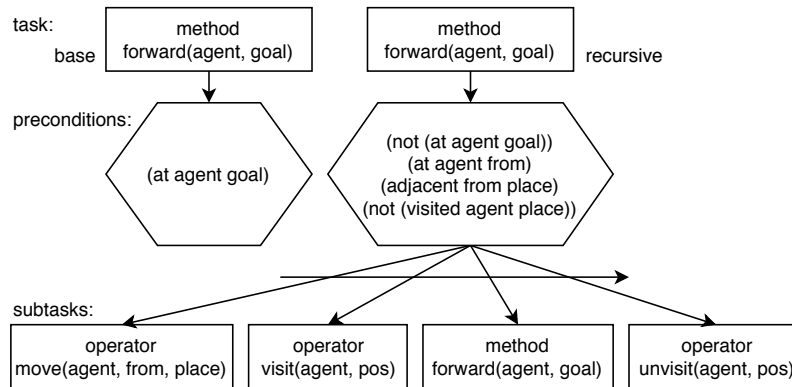 task:
method
forward(agent, goal)
base
method
forward(agent, goal)
recursive
preconditions:
(at agent goal)
(not (at agent goal))
(at agent from)
(adjacent from place)
(not (visited agent place))
subtasks:
operator
move(agent, from, place)
operator
visit(agent, pos)
method
forward(agent, goal)
operator
unvisit(agent, pos)